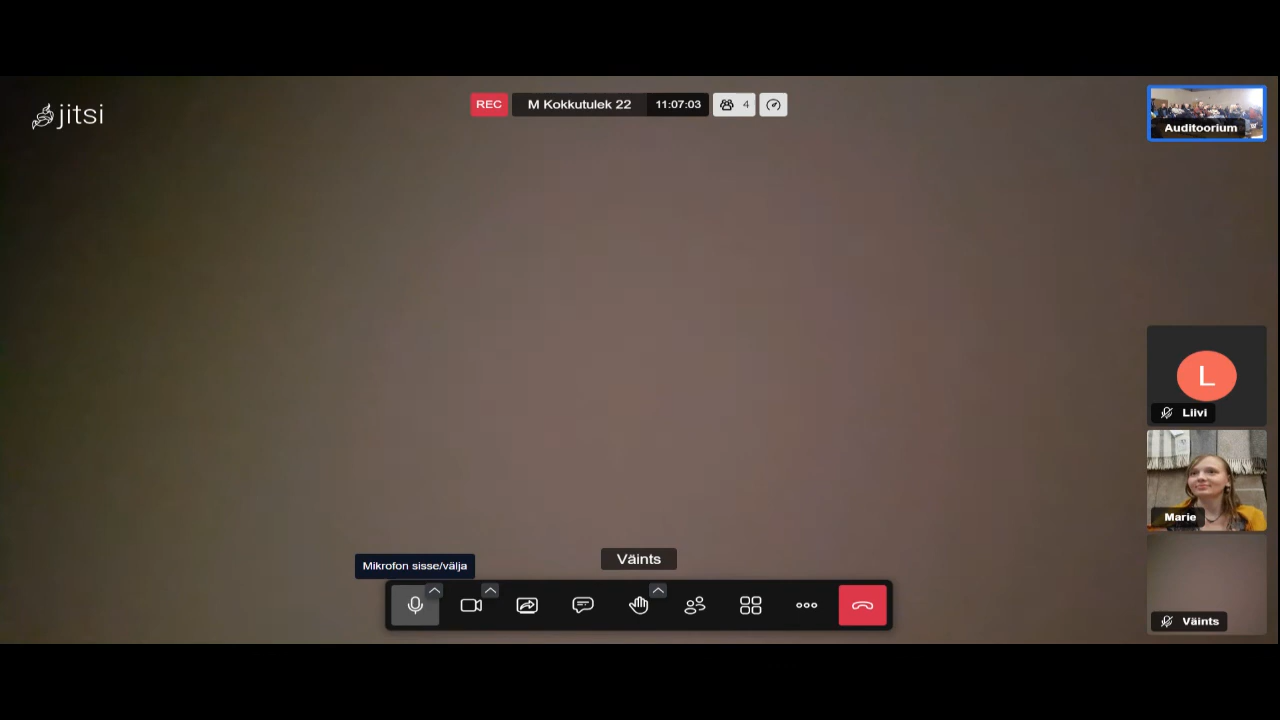 jitsi
REC M Kokkutulek 22 11:07:03 4
Auditoorium
L
Liivi
Marie
Väints
Väints
Mikrofon sisse/välja